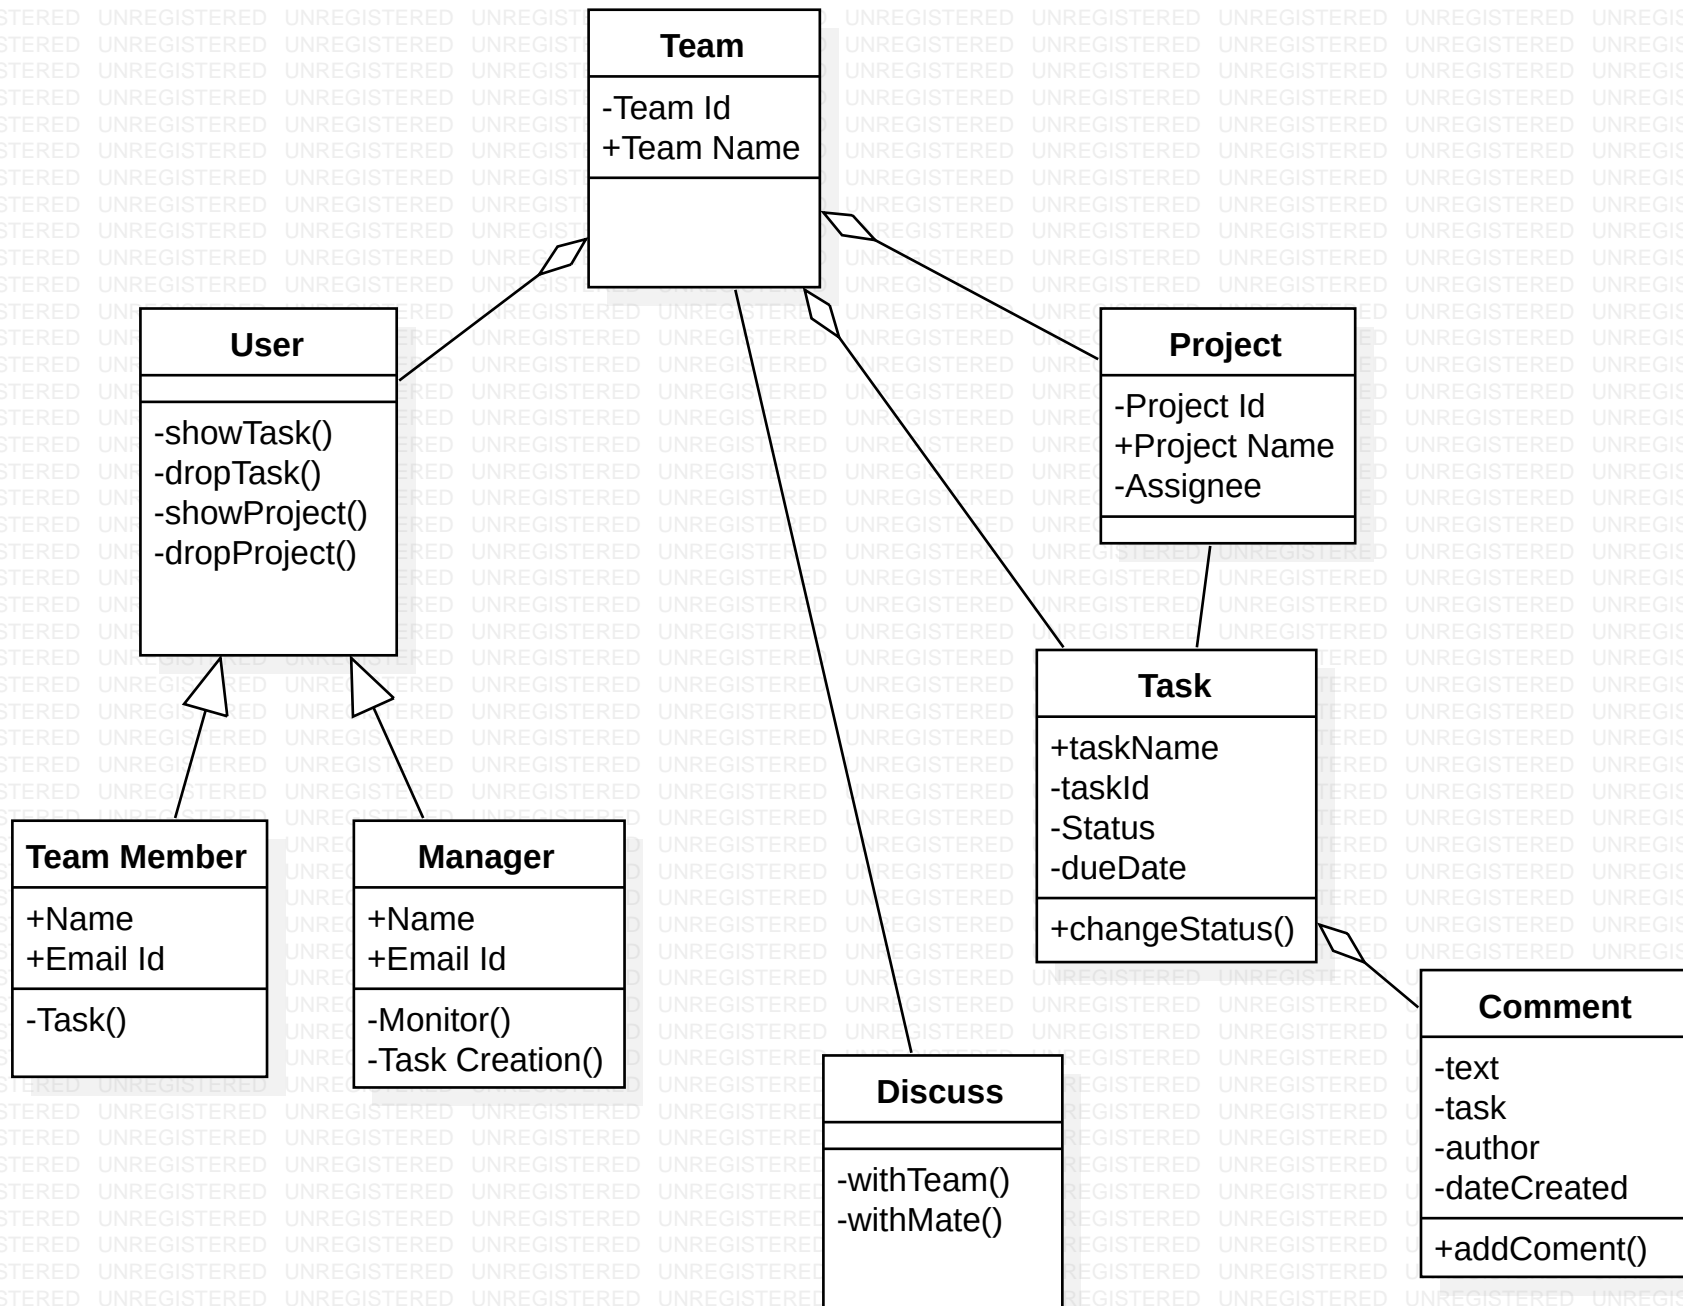 Team
-Team Id
+Team Name
User
-showTask()
-dropTask()
-showProject()
-dropProject()
Project
-Project Id
+Project Name
-Assignee
Task
+taskName
-taskId
-Status
-dueDate
+changeStatus()
Team Member
+Name
+Email Id
-Task()
Manager
+Name
+Email Id
-Monitor()
-Task Creation()
Discuss
-withTeam()
-withMate()
Comment
-text
-task
-author
-dateCreated
+addComent()
UNREGISTERED